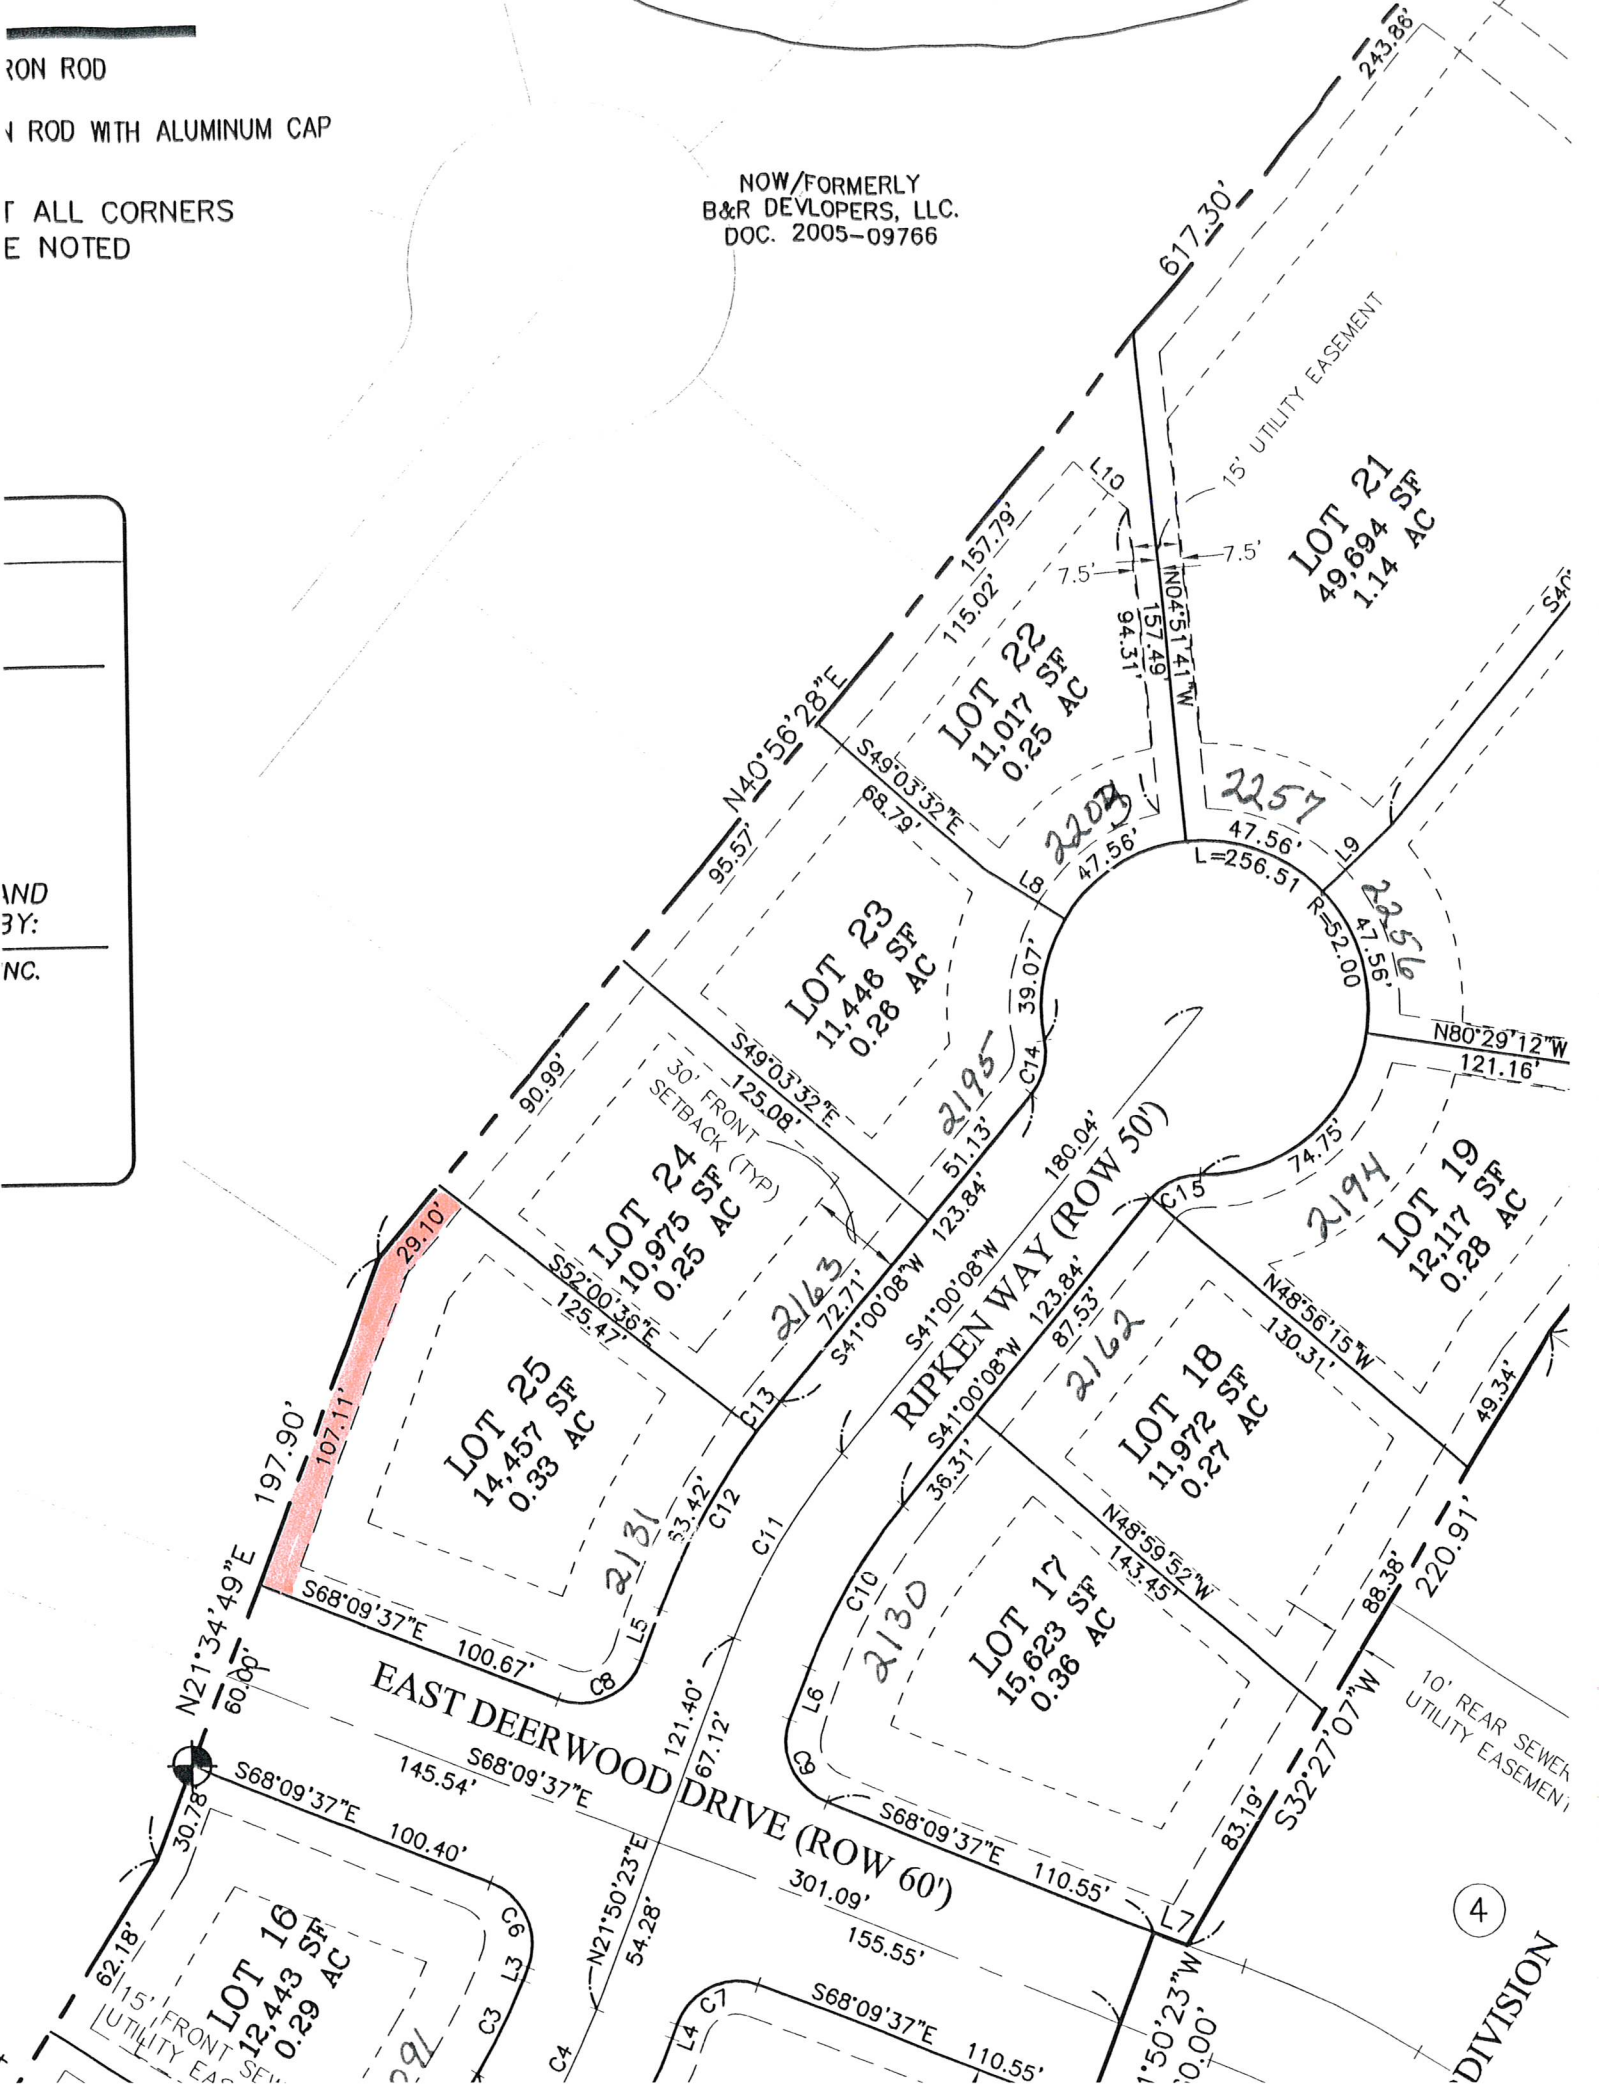 ROD
ROD WITH ALUMINUM CAP
ALL CORNERS
E NOTED
NOW/FORMERLY
B&R DEVLOPERS, LLC.
DOC. 2005-09766
243.86'
617.30'
15' UTILITY EASEMENT
L10
157.79'
115.02'
7.5'
7.5'
N04°51'41"W
157.49'
94.31'
LOT 21
49,694 SF
1.14 AC
LOT 22
11,017 SF
0.25 AC
N40°56'28"E
S49°03'32"E
68.79'
95.57'
L8
2257
47.56'
47.56'
L=256.51
L9
2256
47.56'
R=52.00
LOT 23
11,446 SF
0.26 AC
39.07'
C14
2195
51.13'
N80°29'12"W
121.16'
S49°03'32"E
125.08'
30' FRONT
SETBACK (TYP)
90.99'
LOT 24
10,975 SF
0.25 AC
123.84'
180.04'
RIPKEN WAY (ROW 50')
S41°00'08"W
C15
74.75'
2194
LOT 19
12,117 SF
0.28 AC
29.10'
S52°00'36"E
125.47'
2163
72.71'
S41°00'08"W
123.84'
87.53'
S41°00'08"W
2162
N48°56'15"W
130.31'
LOT 18
11,972 SF
0.27 AC
49.34'
107.11'
197.90'
LOT 25
14,457 SF
0.33 AC
C13
63.42'
C12
C11
2131
36.31'
C10
2130
N48°59'52"W
143.45'
LOT 17
15,623 SF
0.36 AC
88.38'
220.91'
N21°34'49"E
60.00'
S68°09'37"E
100.67'
L5
C8
L6
C9
EAST DEERWOOD DRIVE (ROW 60')
121.40'
67.12'
S68°09'37"E
145.54'
10' REAR SEWER
UTILITY EASEMENT
S32°27'07"W
83.19'
S68°09'37"E
110.55'
L7
30.78'
S68°09'37"E
100.40'
301.09'
155.55'
N21°50'23"E
54.28'
4
62.18'
LOT 16
12,443 SF
0.29 AC
15' FRONT
UTILITY
C6
L3
C3
C4
C7
L4
S68°09'37"E
110.55'